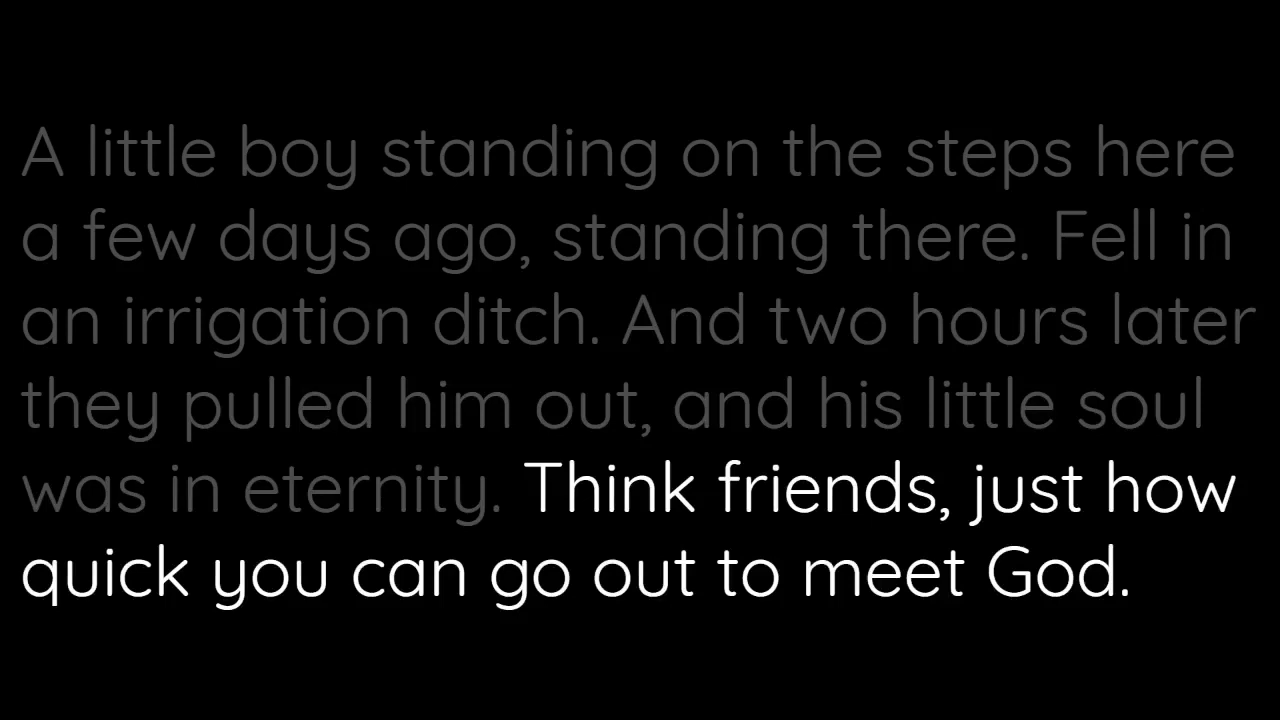 A little boy standing on the steps here
a few days ago, standing there. Fell in
an irrigation ditch. And two hours later
they pulled him out, and his little soul
was in eternity. Think friends, just how
quick you can go out to meet God.